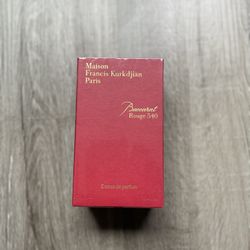 Maison
Francis Kurkdjian
Paris
Baccarat
Rouge 540
Extrait de parfum